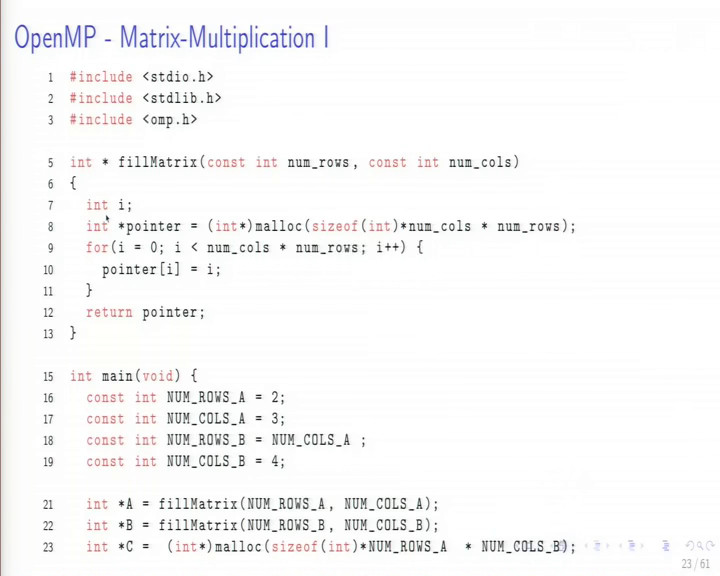 OpenMP - Matrix-Multiplication I
1 #include <stdio.h>
2 #include <stdlib.h>
3 #include <omp.h>
5 int * fillMatrix(const int num_rows, const int num_cols)
6 {
7 int i;
8 int *pointer = (int*)malloc(sizeof(int)*num_cols * num_rows);
9 for(i = 0; i < num_cols * num_rows; i++) {
10 pointer[i] = i;
11 }
12 return pointer;
13 }
15 int main(void) {
16 const int NUM_ROWS_A = 2;
17 const int NUM_COLS_A = 3;
18 const int NUM_ROWS_B = NUM_COLS_A ;
19 const int NUM_COLS_B = 4;
21 int *A = fillMatrix(NUM_ROWS_A, NUM_COLS_A);
22 int *B = fillMatrix(NUM_ROWS_B, NUM_COLS_B);
23 int *C = (int*)malloc(sizeof(int)*NUM_ROWS_A * NUM_COLS_B);
23/61